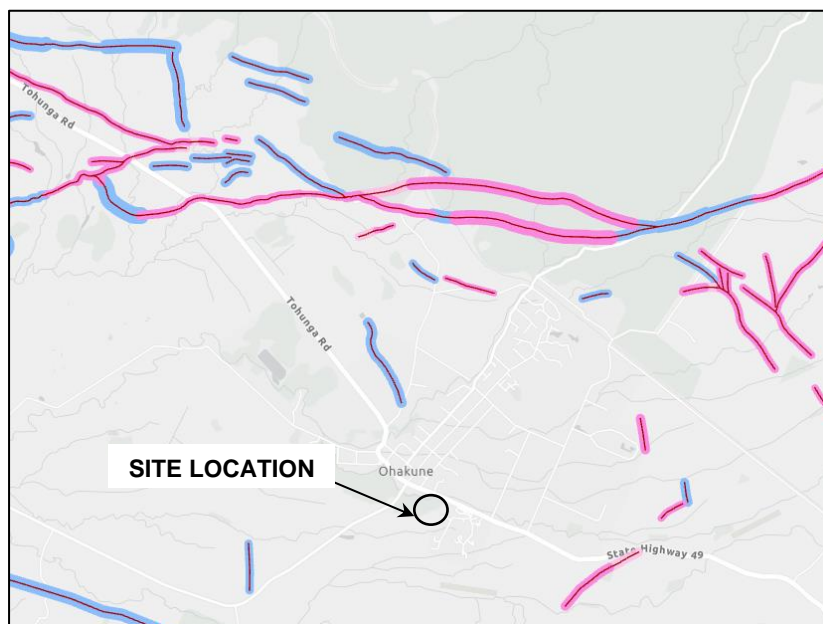 Tohunga Rd
Tohunga Rd
SITE LOCATION
Ohakune
State Highway 49